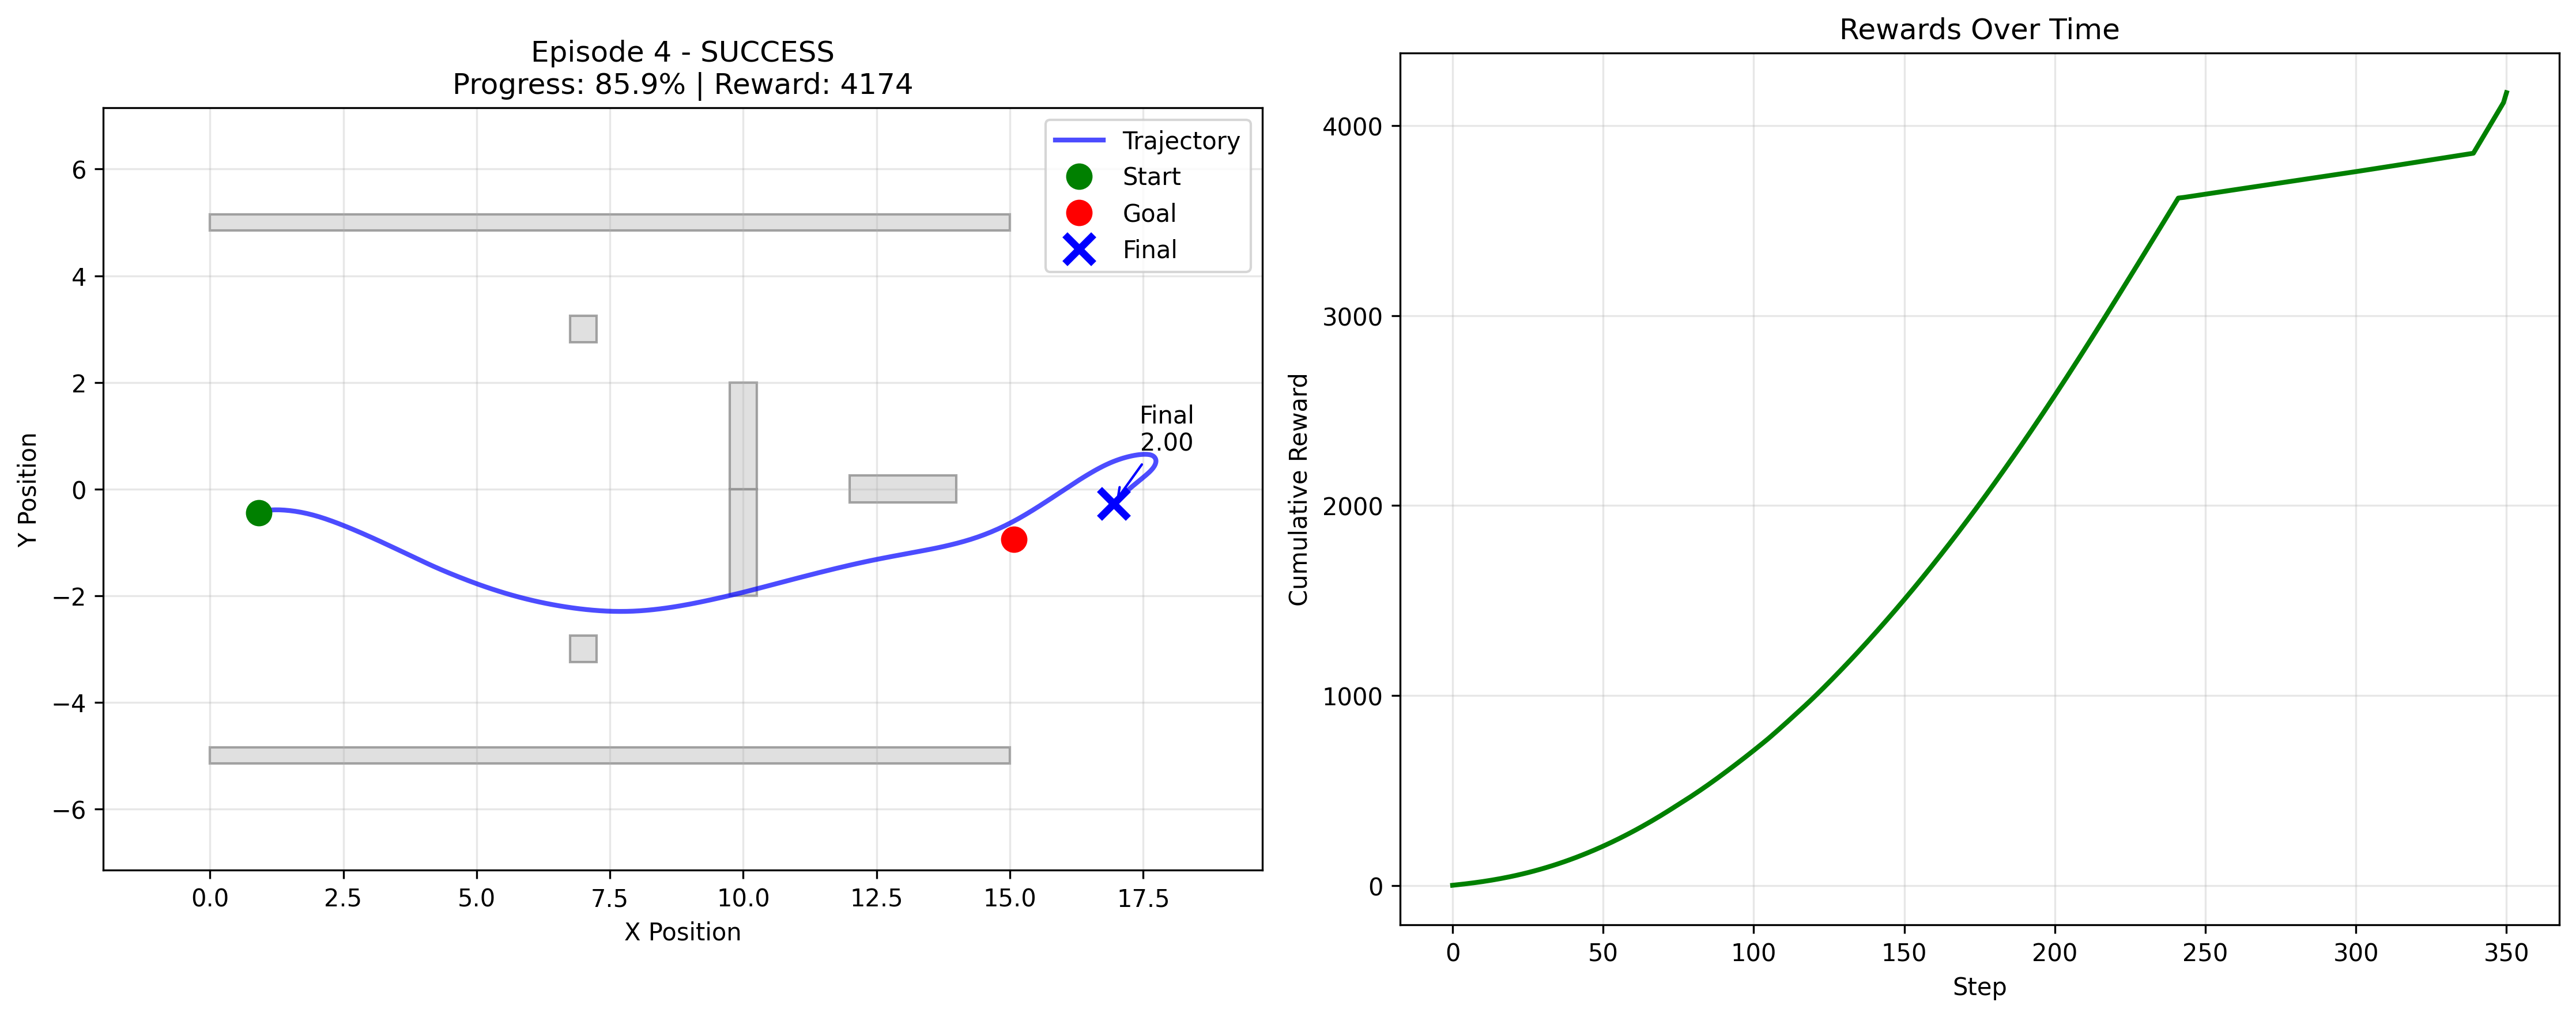 Episode 4 - SUCCESS
Progress: 85.9% | Reward: 4174
Trajectory
Start
Goal
Final
Final
2.00
6
4
2
0
−2
−4
−6
Y Position
0.0
2.5
5.0
7.5
10.0
12.5
15.0
17.5
X Position
Rewards Over Time
4000
3000
2000
1000
0
Cumulative Reward
0
50
100
150
200
250
300
350
Step